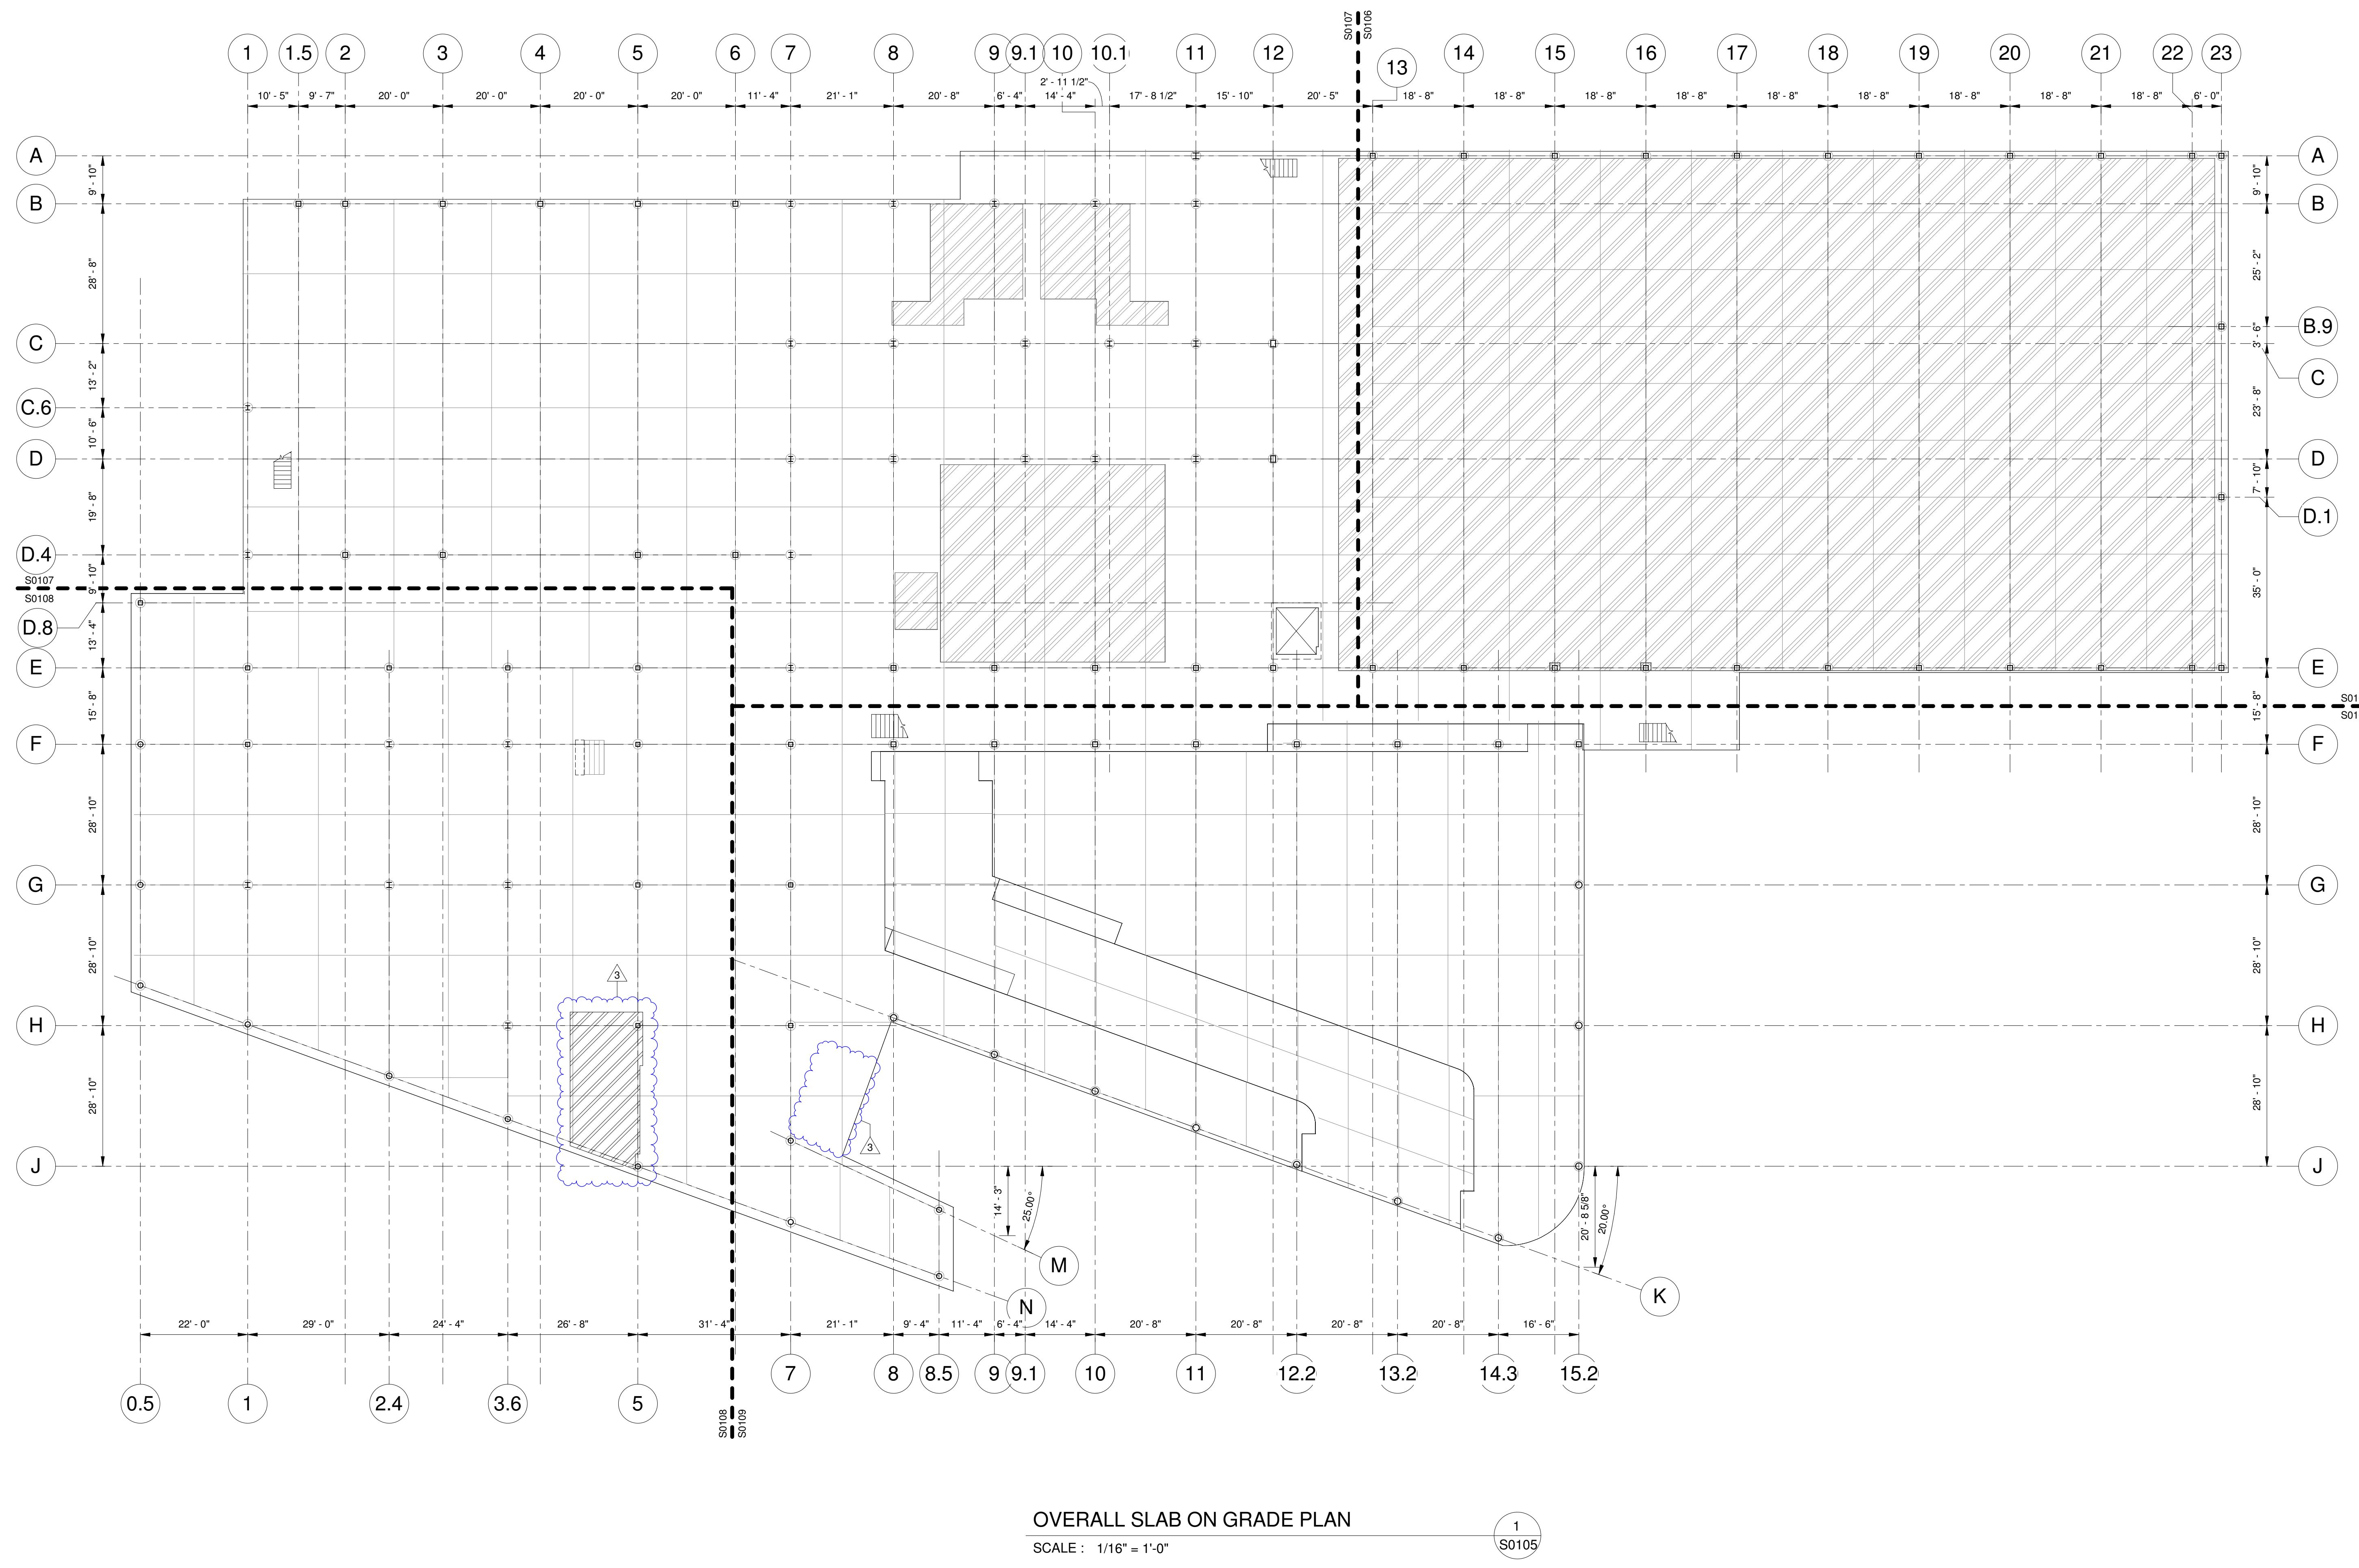 S0107
S0106
1
1.5
2
3
4
5
6
7
8
9
9.1
10
10.1
11
12
13
14
15
16
17
18
19
20
21
22
23
2' - 11 1/2"
10' - 5"
9' - 7"
20' - 0"
20' - 0"
20' - 0"
20' - 0"
11' - 4"
21' - 1"
20' - 8"
6' - 4"
14' - 4"
17' - 8 1/2"
15' - 10"
20' - 5"
18' - 8"
18' - 8"
18' - 8"
18' - 8"
18' - 8"
18' - 8"
18' - 8"
18' - 8"
18' - 8"
6' - 0"
A
B
C
C.6
D
D.4
D.8
E
F
G
H
J
9' - 10"
28' - 8"
13' - 2"
10' - 6"
19' - 8"
9' - 10"
13' - 4"
15' - 8"
28' - 10"
28' - 10"
28' - 10"
S0107
S0108
A
B
B.9
C
D
D.1
E
F
G
H
J
9' - 10"
25' - 2"
3' - 6"
23' - 8"
7' - 10"
35' - 0"
15' - 8"
28' - 10"
28' - 10"
28' - 10"
S01
S01
3
3
14' - 3"
25.00°
20' - 8 5/8"
20.00°
M
N
K
22' - 0"
29' - 0"
24' - 4"
26' - 8"
31' - 4"
21' - 1"
9' - 4"
11' - 4"
6' - 4"
14' - 4"
20' - 8"
20' - 8"
20' - 8"
20' - 8"
16' - 6"
7
8
8.5
9
9.1
10
11
12.2
13.2
14.3
15.2
0.5
1
2.4
3.6
5
S0108
S0109
OVERALL SLAB ON GRADE PLAN
SCALE : 1/16" = 1'-0"
1
S0105